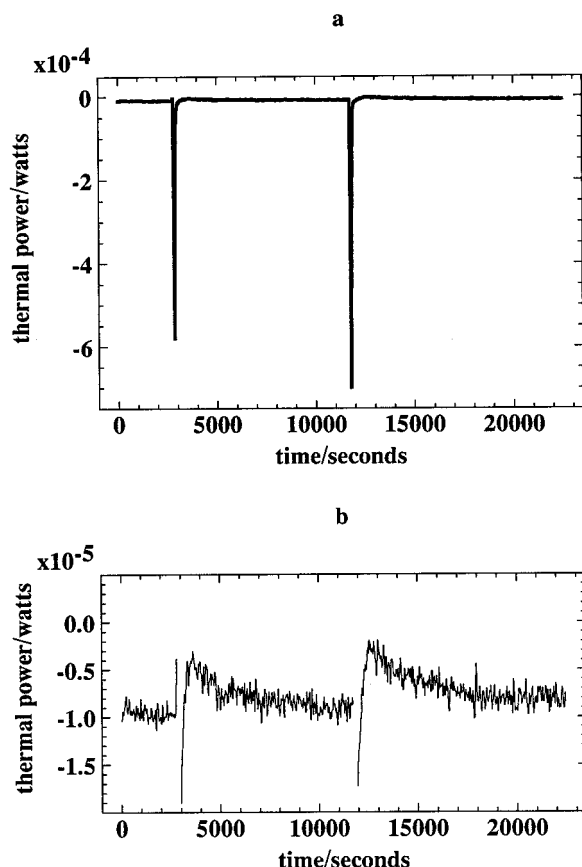 a
x10-4
0
-2
-4
-6
thermal power/watts
0 5000 10000 15000 20000
time/seconds
b
x10-5
0.0
-0.5
-1.0
-1.5
thermal power/watts
0 5000 10000 15000 20000
time/seconds